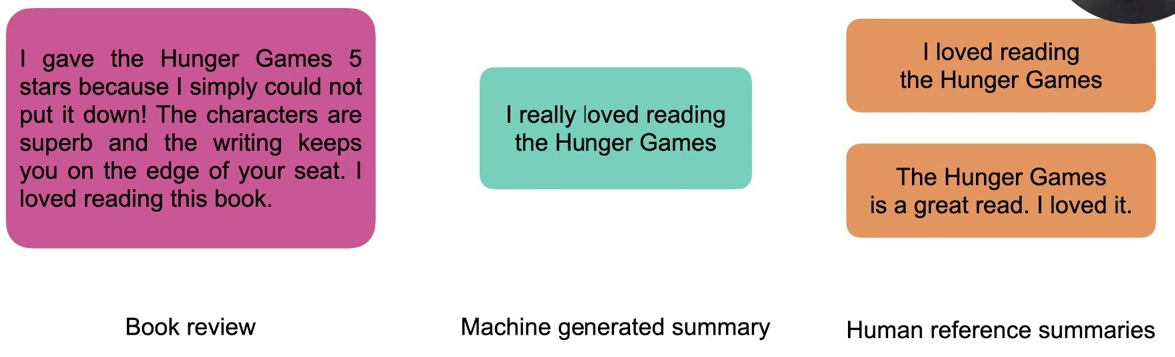 I gave the Hunger Games 5
stars because I simply could not
put it down! The characters are
superb and the writing keeps
you on the edge of your seat. I
loved reading this book.
Book review
I really loved reading
the Hunger Games
Machine generated summary
I loved reading
the Hunger Games
The Hunger Games
is a great read. I loved it.
Human reference summaries